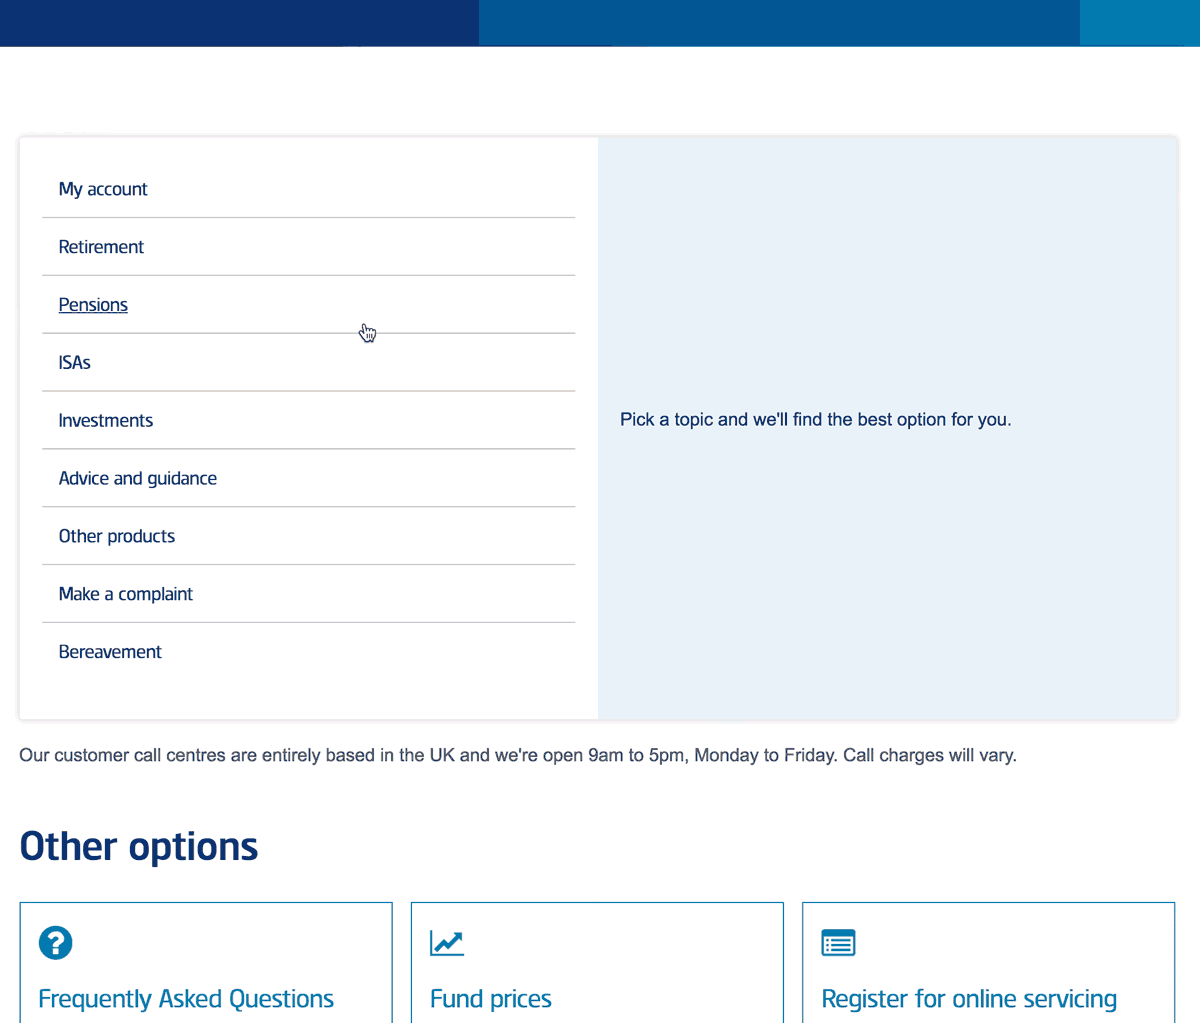 My account
Retirement
Pensions
ISAs
Investments
Advice and guidance
Other products
Make a complaint
Bereavement
Pick a topic and we'll find the best option for you.
Our customer call centres are entirely based in the UK and we're open 9am to 5pm, Monday to Friday. Call charges will vary.
Other options
Frequently Asked Questions
Fund prices
Register for online servicing